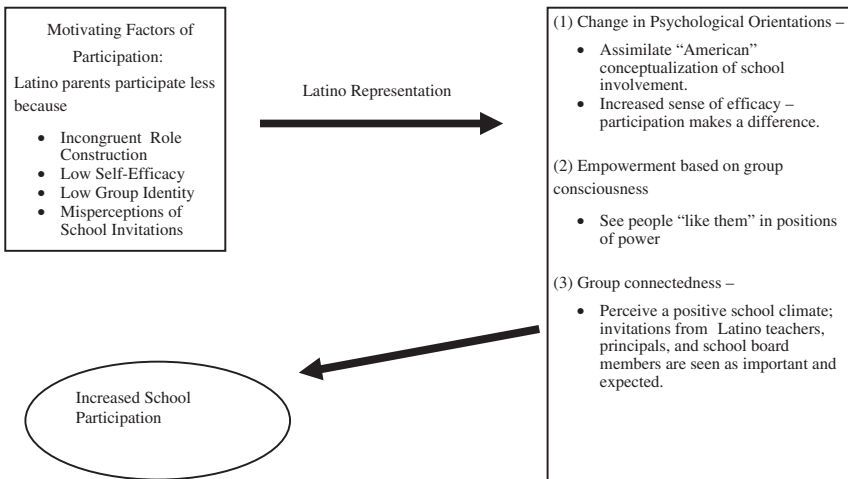 Motivating Factors of
Participation:
Latino parents participate less
because
• Incongruent Role
Construction
• Low Self-Efficacy
• Low Group Identity
• Misperceptions of
School Invitations
Latino Representation
(1) Change in Psychological Orientations –
• Assimilate “American”
conceptualization of school
involvement.
• Increased sense of efficacy –
participation makes a difference.
(2) Empowerment based on group
consciousness
• See people “like them” in positions
of power
(3) Group connectedness –
• Perceive a positive school climate;
invitations from Latino teachers,
principals, and school board
members are seen as important and
expected.
Increased School
Participation